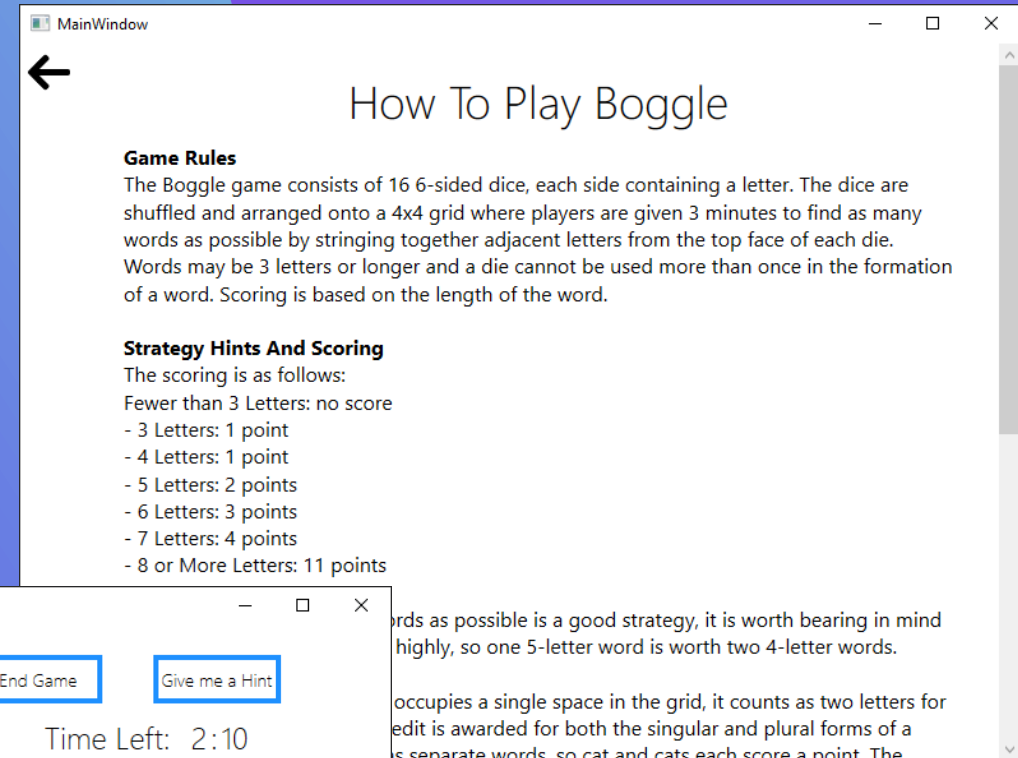 MainWindow
How To Play Boggle
Game Rules
The Boggle game consists of 16 6-sided dice, each side containing a letter. The dice are
shuffled and arranged onto a 4x4 grid where players are given 3 minutes to find as many
words as possible by stringing together adjacent letters from the top face of each die.
Words may be 3 letters or longer and a die cannot be used more than once in the formation
of a word. Scoring is based on the length of the word.
Strategy Hints And Scoring
The scoring is as follows:
Fewer than 3 Letters: no score
- 3 Letters: 1 point
- 4 Letters: 1 point
- 5 Letters: 2 points
- 6 Letters: 3 points
- 7 Letters: 4 points
- 8 or More Letters: 11 points
as possible is a good strategy, it is worth bearing in mind
highly, so one 5-letter word is worth two 4-letter words.
occupies a single space in the grid, it counts as two letters for
is awarded for both the singular and plural forms of a
separate words, so cat and cats each score a point. The
End Game
Give me a Hint
Time Left: 2:10